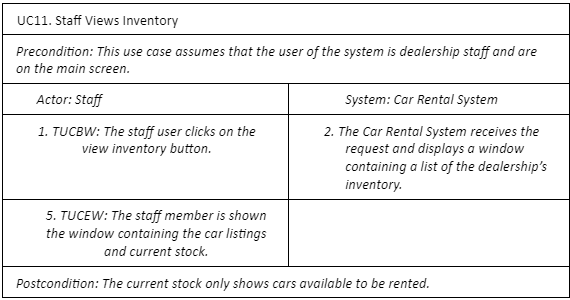 UC11. Staff Views Inventory
Precondition: This use case assumes that the user of the system is dealership staff and are
on the main screen.
Actor: Staff
System: Car Rental System
1. TUCBW: The staff user clicks on the
view inventory button.
2. The Car Rental System receives the
request and displays a window
containing a list of the dealership's
inventory.
5. TUCEW: The staff member is shown
the window containing the car listings
and current stock.
Postcondition: The current stock only shows cars available to be rented.